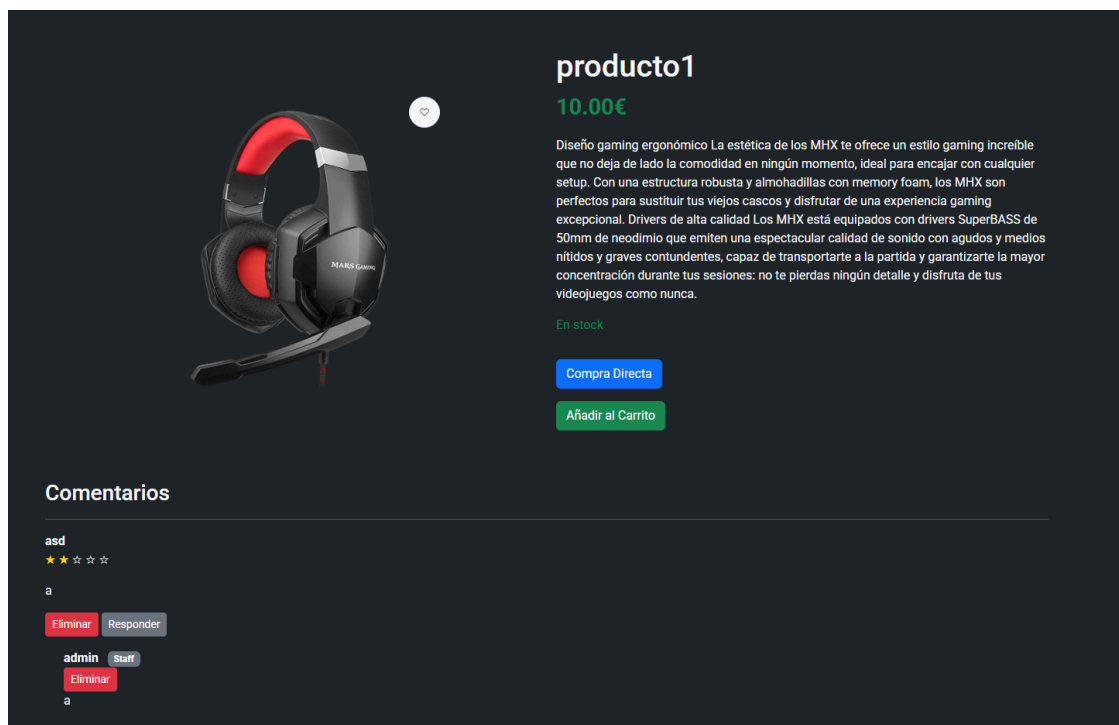 producto1
10.00€
Diseño gaming ergonómico La estética de los MHX te ofrece un estilo gaming increíble
que no deja de lado la comodidad en ningún momento, ideal para encajar con cualquier
setup. Con una estructura robusta y almohadillas con memory foam, los MHX son
perfectos para sustituir tus viejos cascos y disfrutar de una experiencia gaming
excepcional. Drivers de alta calidad Los MHX está equipados con drivers SuperBASS de
50mm de neodimio que emiten una espectacular calidad de sonido con agudos y medios
nítidos y graves contundentes, capaz de transportarte a la partida y garantizarte la mayor
concentración durante tus sesiones: no te pierdas ningún detalle y disfruta de tus
videojuegos como nunca.
MARS GAMING
En stock
Compra Directa
Añadir al Carrito
Comentarios
asd
a
Eliminar Responder
admin Staff
Eliminar
a